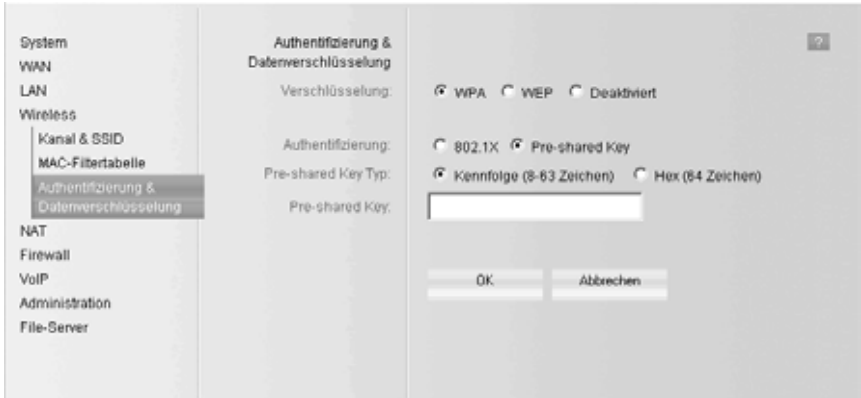 System
WAN
LAN
Wireless
Kanal & SSID
MAC-Filtertabelle
Authentifizierung &
Datenverschlüsselung
NAT
Firewall
VoIP
Administration
File-Server
Authentifizierung &
Datenverschlüsselung
?
Verschlüsselung: WPA WEP Deaktiviert
Authentifizierung: 802.1X Pre-shared Key
Pre-shared Key Typ: Kennfolge (8-63 Zeichen) Hex (64 Zeichen)
Pre-shared Key:
OK Abbrechen